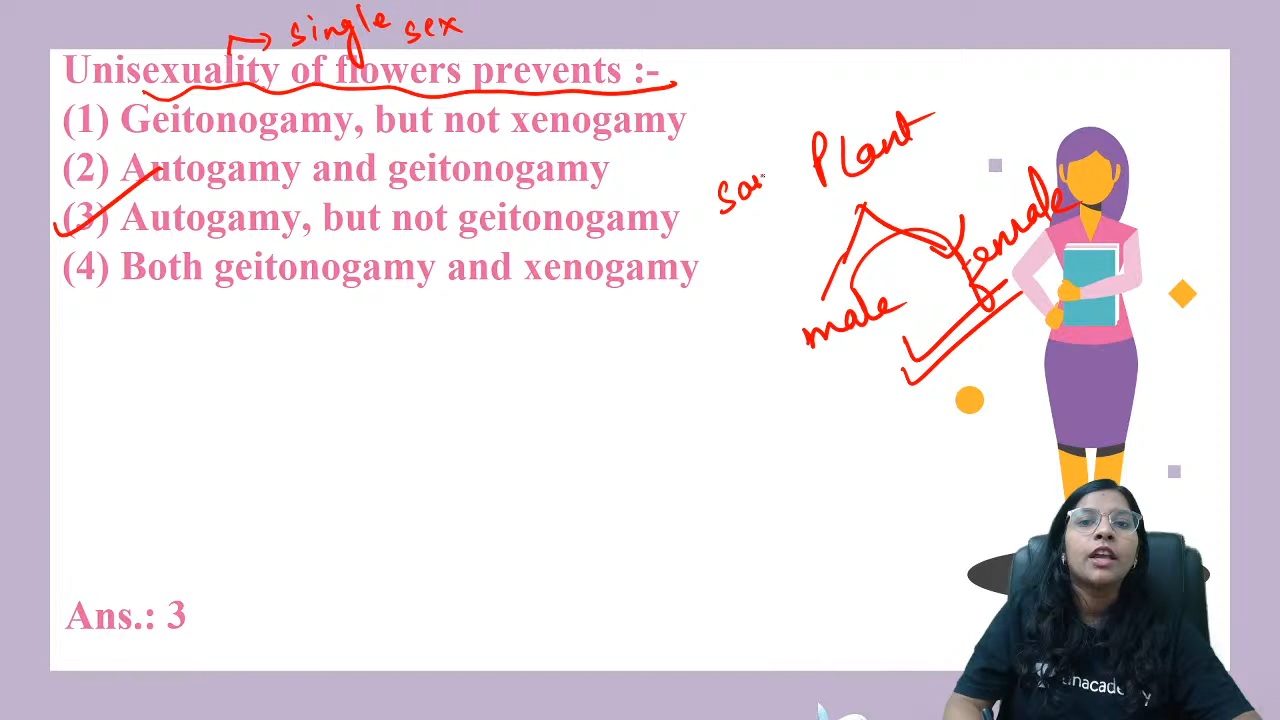 single sex
Unisexuality of flowers prevents :-
(1) Geitonogamy, but not xenogamy
(2) Autogamy and geitonogamy
(3) Autogamy, but not geitonogamy
(4) Both geitonogamy and xenogamy
Plant
male
female
Ans.: 3
unacademy